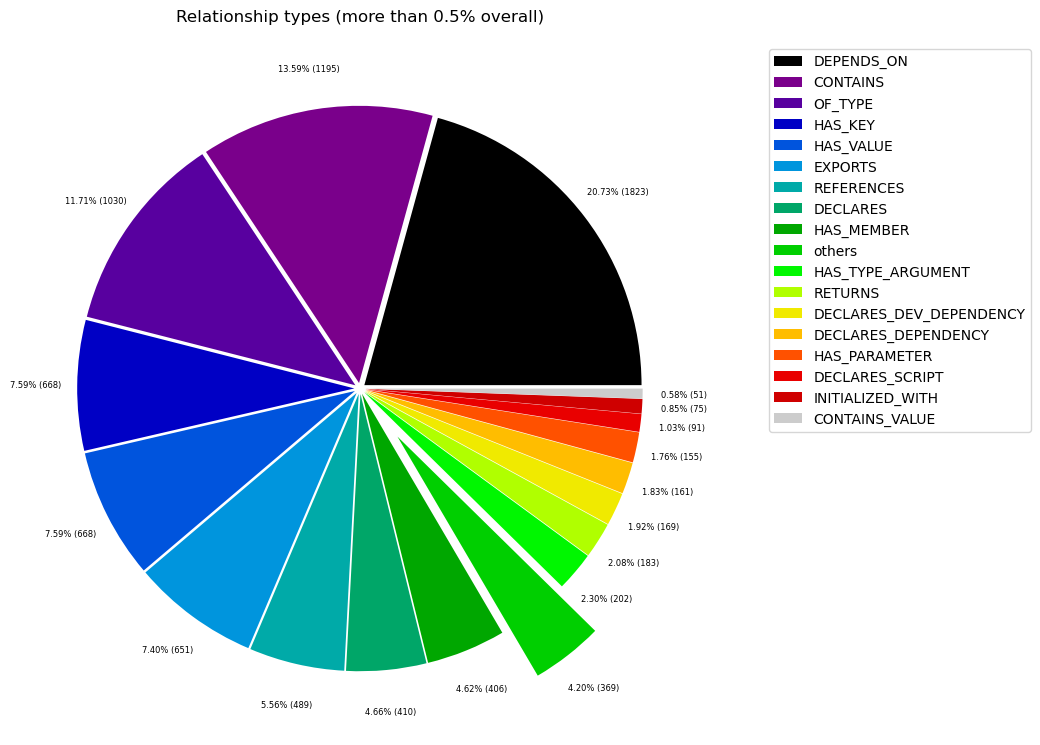 Relationship types (more than 0.5% overall)
13.59% (1195)
20.73% (1823)
11.71% (1030)
7.59% (668)
7.59% (668)
7.40% (651)
5.56% (489)
4.66% (410)
4.62% (406)
4.20% (369)
2.30% (202)
2.08% (183)
1.92% (169)
1.83% (161)
1.76% (155)
1.03% (91)
0.85% (75)
0.58% (51)
DEPENDS_ON
CONTAINS
OF_TYPE
HAS_KEY
HAS_VALUE
EXPORTS
REFERENCES
DECLARES
HAS_MEMBER
others
HAS_TYPE_ARGUMENT
RETURNS
DECLARES_DEV_DEPENDENCY
DECLARES_DEPENDENCY
HAS_PARAMETER
DECLARES_SCRIPT
INITIALIZED_WITH
CONTAINS_VALUE